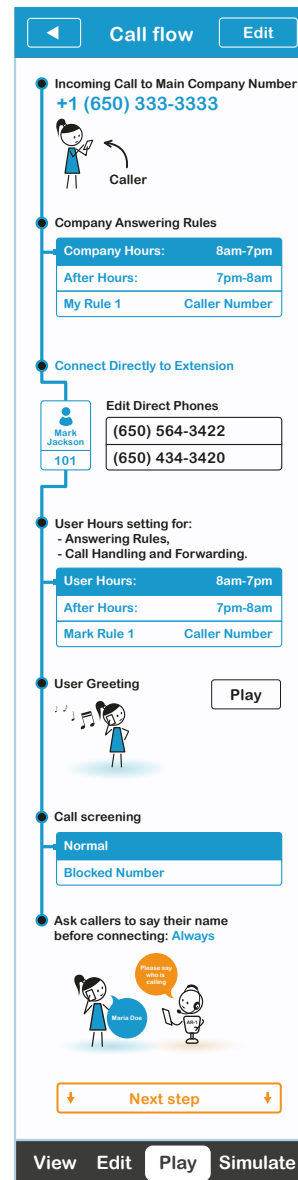 Call flow
Edit
Incoming Call to Main Company Number
+1 (650) 333-3333
Caller
Company Answering Rules
Company Hours: 8am-7pm
After Hours: 7pm-8am
My Rule 1 Caller Number
Connect Directly to Extension
Mark
Jackson
101
Edit Direct Phones
(650) 564-3422
(650) 434-3420
User Hours setting for:
- Answering Rules,
- Call Handling and Forwarding.
User Hours: 8am-7pm
After Hours: 7pm-8am
Mark Rule 1 Caller Number
User Greeting
Play
Call screening
Normal
Blocked Number
Ask callers to say their name
before connecting: Always
Please say
who is
calling
Maria Doe
AR-1
Next step
View Edit Play Simulate